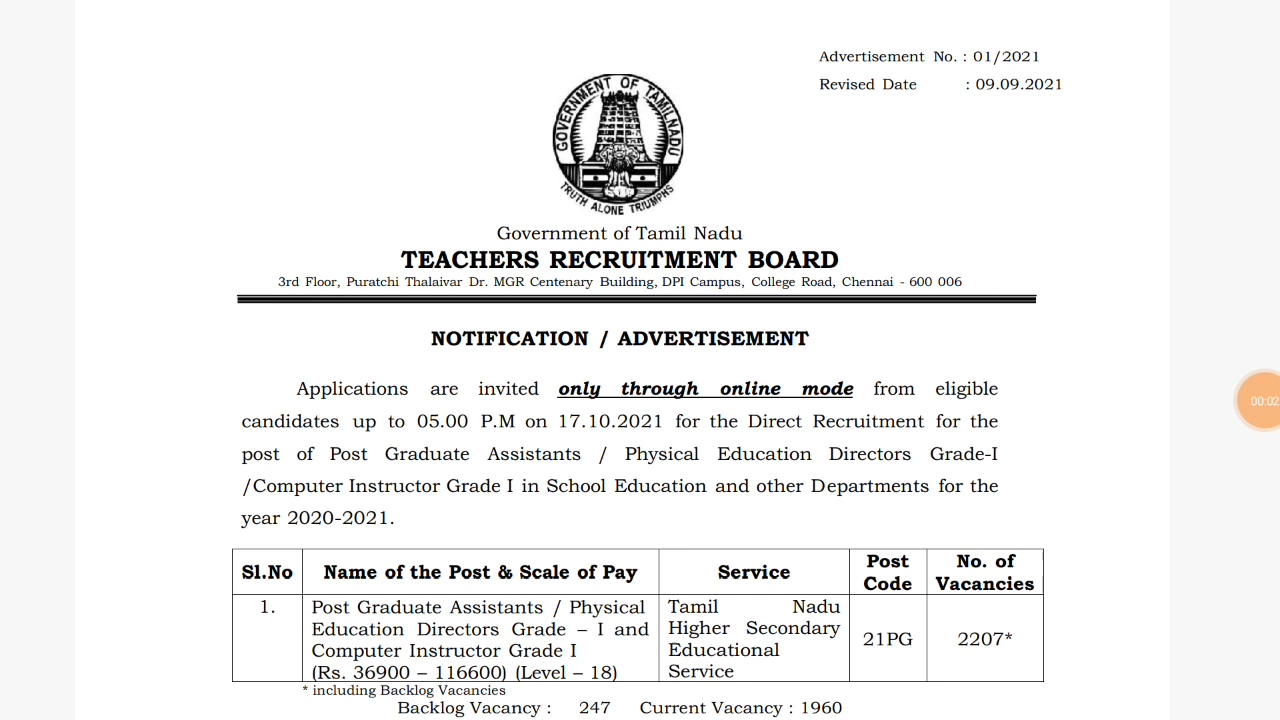 Advertisement No. : 01/2021
Revised Date : 09.09.2021
GOVERNMENT OF TAMILNADU
TRUTH ALONE TRIUMPHS
Government of Tamil Nadu
TEACHERS RECRUITMENT BOARD
3rd Floor, Puratchi Thalaivar Dr. MGR Centenary Building, DPI Campus, College Road, Chennai - 600 006
NOTIFICATION / ADVERTISEMENT
Applications are invited only through online mode from eligible
candidates up to 05.00 P.M on 17.10.2021 for the Direct Recruitment for the
post of Post Graduate Assistants / Physical Education Directors Grade-I
/Computer Instructor Grade I in School Education and other Departments for the
year 2020-2021.
Sl.No Name of the Post & Scale of Pay Service Post Code No. of Vacancies
1. Post Graduate Assistants / Physical
Education Directors Grade – I and
Computer Instructor Grade I
(Rs. 36900 – 116600) (Level – 18)
Tamil Nadu
Higher Secondary
Educational
Service
21PG
2207*
* including Backlog Vacancies
Backlog Vacancy : 247 Current Vacancy : 1960
00:02